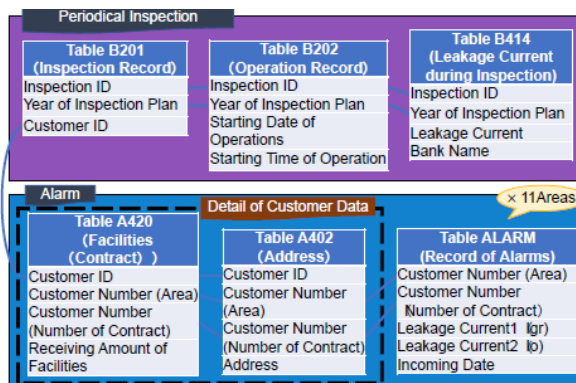 Periodical Inspection
Table B201
(Inspection Record)
Inspection ID
Year of Inspection Plan
Customer ID
Table B202
(Operation Record)
Inspection ID
Year of Inspection Plan
Starting Date of
Operations
Starting Time of Operation
Table B414
(Leakage Current
during Inspection)
Inspection ID
Year of Inspection Plan
Leakage Current
Bank Name
Alarm
Detail of Customer Data
× 11Areas
Table A420
(Facilities
(Contract) )
Customer ID
Customer Number (Area)
Customer Number
(Number of Contract)
Receiving Amount of
Facilities
Table A402
(Address)
Customer ID
Customer Number
(Area)
Customer Number
(Number of Contract)
Address
Table ALARM
(Record of Alarms)
Customer Number (Area)
Customer Number
Number of Contract)
Leakage Current1
Leakage Current2
Incoming Date